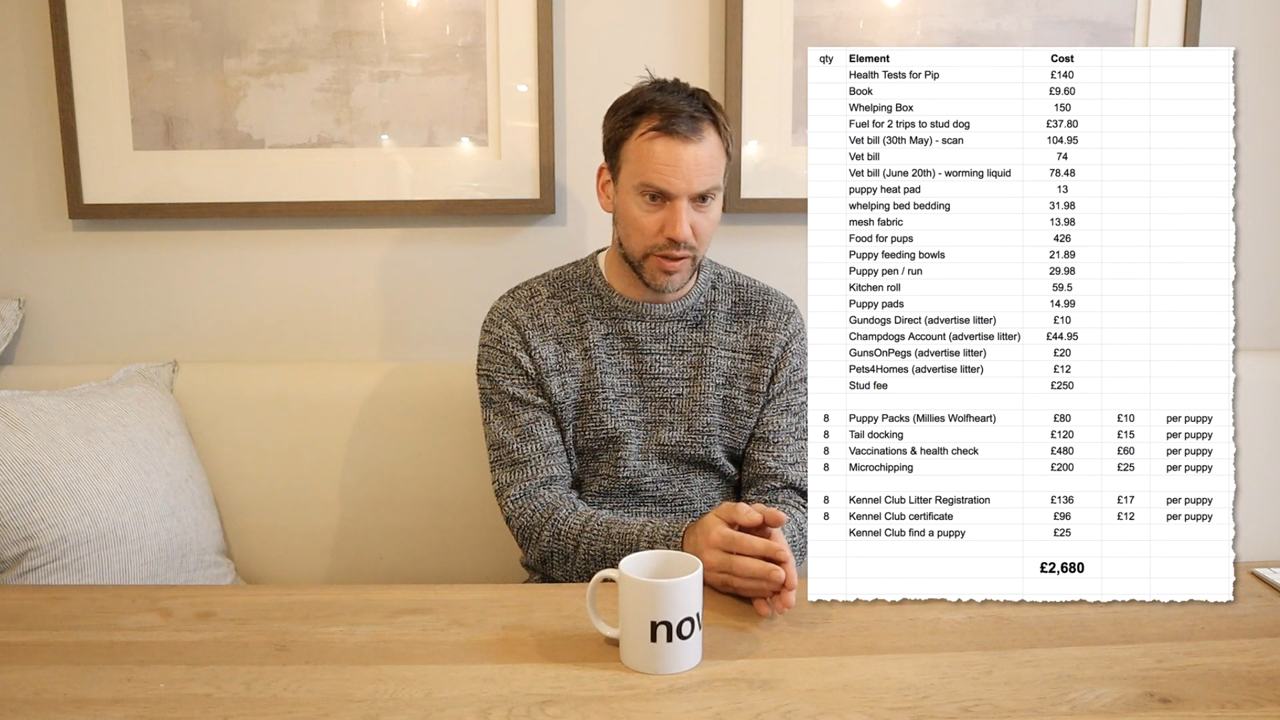 qty Element Cost
Health Tests for Pip £140
Book £9.60
Whelping Box 150
Fuel for 2 trips to stud dog £37.80
Vet bill (30th May) - scan 104.95
Vet bill 74
Vet bill (June 20th) - worming liquid 78.48
puppy heat pad 13
whelping bed bedding 31.98
mesh fabric 13.98
Food for pups 426
Puppy feeding bowls 21.89
Puppy pen / run 29.98
Kitchen roll 59.5
Puppy pads 14.99
Gundogs Direct (advertise litter) £10
Champdogs Account (advertise litter) £44.95
GunsOnPegs (advertise litter) £20
Pets4Homes (advertise litter) £12
Stud fee £250
8 Puppy Packs (Millies Wolfheart) £80 £10 per puppy
8 Tail docking £120 £15 per puppy
8 Vaccinations & health check £480 £60 per puppy
8 Microchipping £200 £25 per puppy
8 Kennel Club Litter Registration £136 £17 per puppy
8 Kennel Club certificate £96 £12 per puppy
Kennel Club find a puppy £25
£2,680